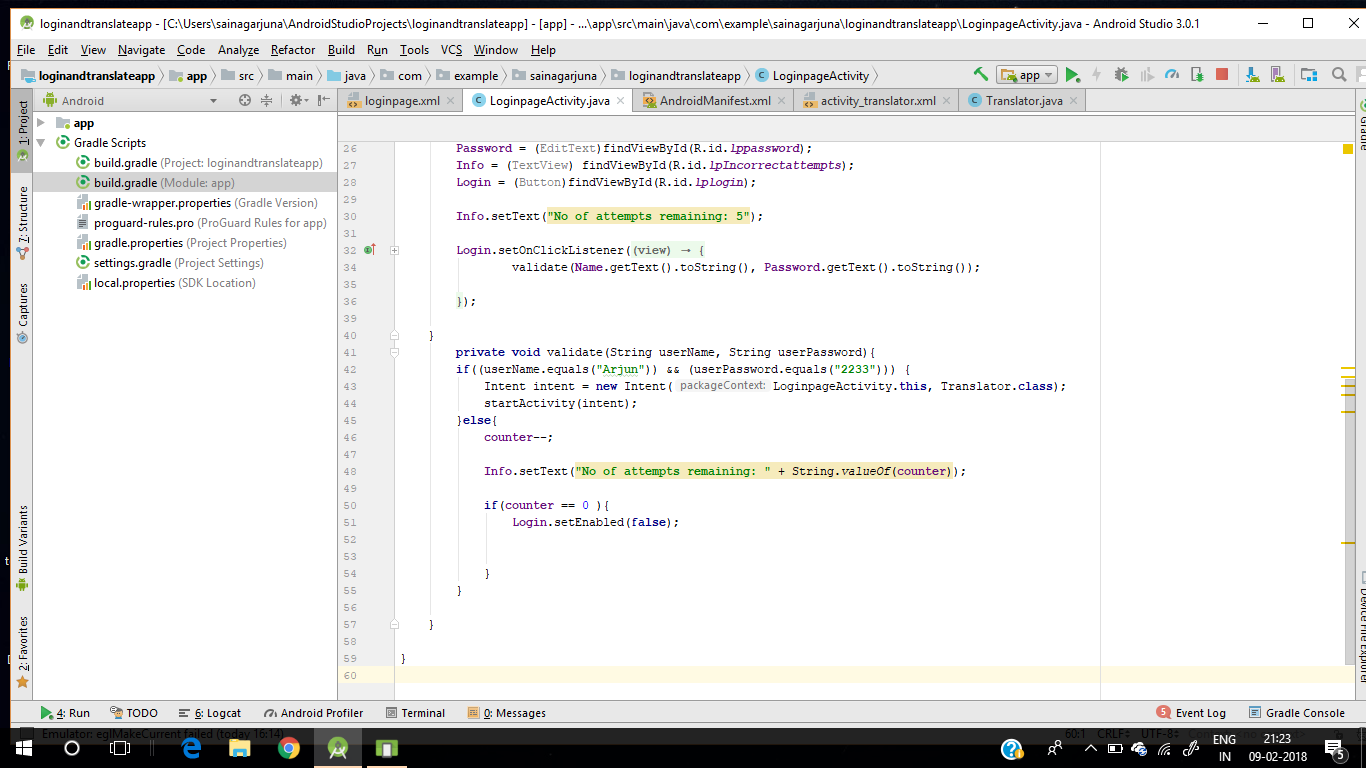 loginandtranslateapp - [C:\Users\sainagarjuna\AndroidStudioProjects\loginandtranslateapp] - [app] - ...\app\src\main\java\com\example\sainagarjuna\loginandtranslateapp\LoginpageActivity.java - Android Studio 3.0.1
File Edit View Navigate Code Analyze Refactor Build Run Tools VCS Window Help
loginandtranslateapp app src main java com example sainagarjuna loginandtranslateapp LoginpageActivity app
Android loginpage.xml LoginpageActivity.java AndroidManifest.xml activity_translator.xml Translator.java
1: Project
7: Structure
Captures
Build Variants
2: Favorites
app
Gradle Scripts
build.gradle (Project: loginandtranslateapp)
build.gradle (Module: app)
gradle-wrapper.properties (Gradle Version)
proguard-rules.pro (ProGuard Rules for app)
gradle.properties (Project Properties)
settings.gradle (Project Settings)
local.properties (SDK Location)
26 Password = (EditText)findViewById(R.id.lppassword);
27 Info = (TextView) findViewById(R.id.lpIncorrectattempts);
28 Login = (Button)findViewById(R.id.lplogin);
29
30 Info.setText("No of attempts remaining: 5");
31
32 Login.setOnClickListener((view) → {
34 validate(Name.getText().toString(), Password.getText().toString());
35
36 });
39
40 }
41 private void validate(String userName, String userPassword){
42 if((userName.equals("Arjun")) && (userPassword.equals("2233"))) {
43 Intent intent = new Intent( packageContext: LoginpageActivity.this, Translator.class);
44 startActivity(intent);
45 }else{
46 counter--;
47
48 Info.setText("No of attempts remaining: " + String.valueOf(counter));
49
50 if(counter == 0 ){
51 Login.setEnabled(false);
52
53
54 }
55 }
56
57 }
58
59 }
60
Gradle
Device File Explorer
4: Run TODO 6: Logcat Android Profiler Terminal 0: Messages 5 Event Log Gradle Console
Emulator: eglMakeCurrent failed (today 16:14) 60:1 CRLF÷ UTF-8÷
ENG
IN
21:23
09-02-2018
5